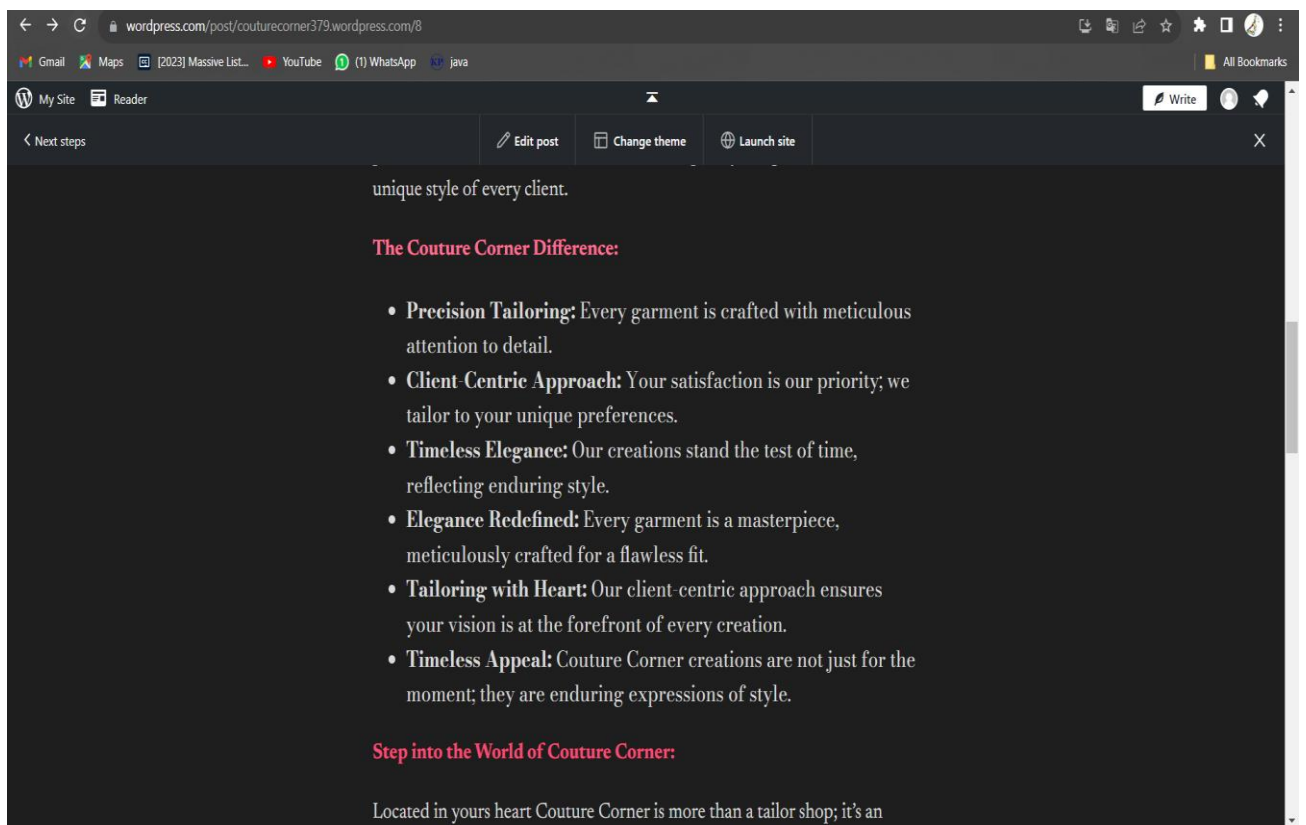 wordpress.com/post/couturecorner379.wordpress.com/8
Gmail Maps [2023] Massive List... YouTube (1) WhatsApp java All Bookmarks
My Site Reader Write
Next steps Edit post Change theme Launch site
unique style of every client.
The Couture Corner Difference:
• Precision Tailoring: Every garment is crafted with meticulous
attention to detail.
• Client-Centric Approach: Your satisfaction is our priority; we
tailor to your unique preferences.
• Timeless Elegance: Our creations stand the test of time,
reflecting enduring style.
• Elegance Redefined: Every garment is a masterpiece,
meticulously crafted for a flawless fit.
• Tailoring with Heart: Our client-centric approach ensures
your vision is at the forefront of every creation.
• Timeless Appeal: Couture Corner creations are not just for the
moment; they are enduring expressions of style.
Step into the World of Couture Corner:
Located in yours heart Couture Corner is more than a tailor shop; it's an